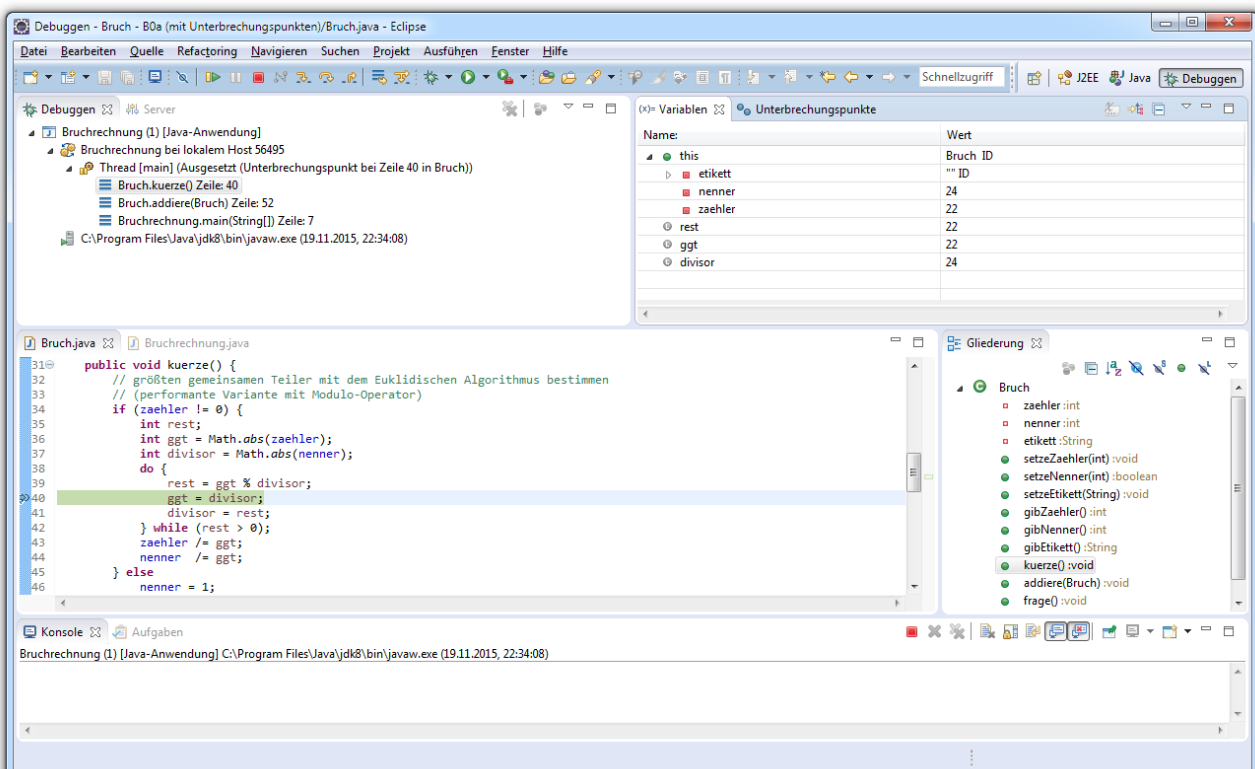 Debuggen - Bruch - B0a (mit Unterbrechungspunkten)/Bruch.java - Eclipse
Datei Bearbeiten Quelle Refactoring Navigieren Suchen Projekt Ausführen Fenster Hilfe
Schnellzugriff J2EE Java Debuggen
Debuggen Server
Bruchrechnung (1) [Java-Anwendung]
Bruchrechnung bei lokalem Host 56495
Thread [main] (Ausgesetzt (Unterbrechungspunkt bei Zeile 40 in Bruch))
Bruch.kuerze() Zeile: 40
Bruch.addiere(Bruch) Zeile: 52
Bruchrechnung.main(String[]) Zeile: 7
C:\Program Files\Java\jdk8\bin\javaw.exe (19.11.2015, 22:34:08)
(x)= Variablen Unterbrechungspunkte
Name: Wert
this Bruch ID
etikett "" ID
nenner 24
zaehler 22
rest 22
ggt 22
divisor 24
Bruch.java Bruchrechnung.java
31 public void kuerze() {
32 // größten gemeinsamen Teiler mit dem Euklidischen Algorithmus bestimmen
33 // (performante Variante mit Modulo-Operator)
34 if (zaehler != 0) {
35 int rest;
36 int ggt = Math.abs(zaehler);
37 int divisor = Math.abs(nenner);
38 do {
39 rest = ggt % divisor;
40 ggt = divisor;
41 divisor = rest;
42 } while (rest > 0);
43 zaehler /= ggt;
44 nenner /= ggt;
45 } else
46 nenner = 1;
Gliederung
Bruch
zaehler :int
nenner :int
etikett :String
setzeZaehler(int) :void
setzeNenner(int) :boolean
setzeEtikett(String) :void
gibZaehler() :int
gibNenner() :int
gibEtikett() :String
kuerze() :void
addiere(Bruch) :void
frage() :void
Konsole Aufgaben
Bruchrechnung (1) [Java-Anwendung] C:\Program Files\Java\jdk8\bin\javaw.exe (19.11.2015, 22:34:08)